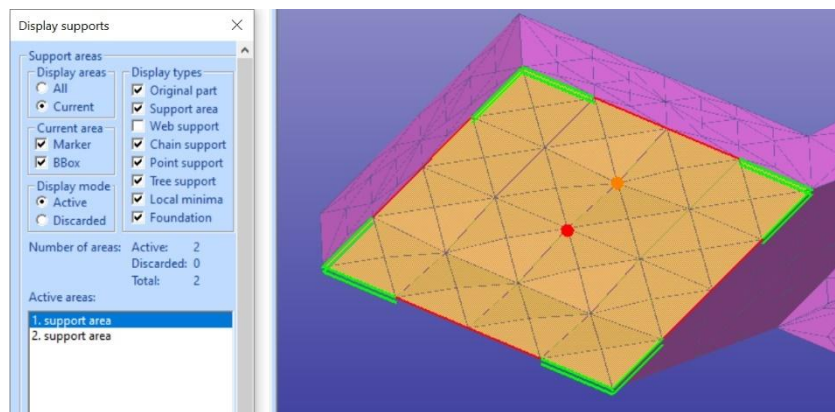 Display supports
Support areas
Display areas
All
Current
Current area
Marker
BBox
Display mode
Active
Discarded
Display types
Original part
Support area
Web support
Chain support
Point support
Tree support
Local minima
Foundation
Number of areas: Active: 2
Discarded: 0
Total: 2
Active areas:
1. support area
2. support area